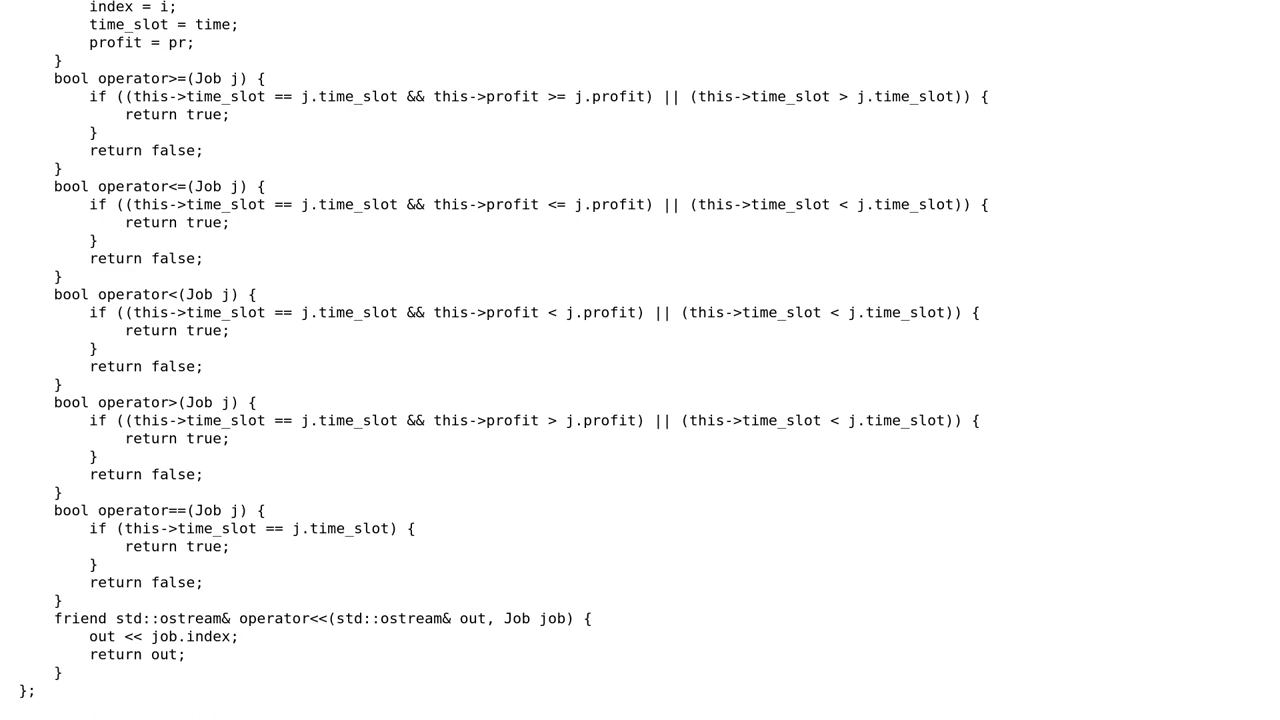 index = i;
        time_slot = time;
        profit = pr;
    }
    bool operator>=(Job j) {
        if ((this->time_slot == j.time_slot && this->profit >= j.profit) || (this->time_slot > j.time_slot)) {
            return true;
        }
        return false;
    }
    bool operator<=(Job j) {
        if ((this->time_slot == j.time_slot && this->profit <= j.profit) || (this->time_slot < j.time_slot)) {
            return true;
        }
        return false;
    }
    bool operator<(Job j) {
        if ((this->time_slot == j.time_slot && this->profit < j.profit) || (this->time_slot < j.time_slot)) {
            return true;
        }
        return false;
    }
    bool operator>(Job j) {
        if ((this->time_slot == j.time_slot && this->profit > j.profit) || (this->time_slot < j.time_slot)) {
            return true;
        }
        return false;
    }
    bool operator==(Job j) {
        if (this->time_slot == j.time_slot) {
            return true;
        }
        return false;
    }
    friend std::ostream& operator<<(std::ostream& out, Job job) {
        out << job.index;
        return out;
    }
};